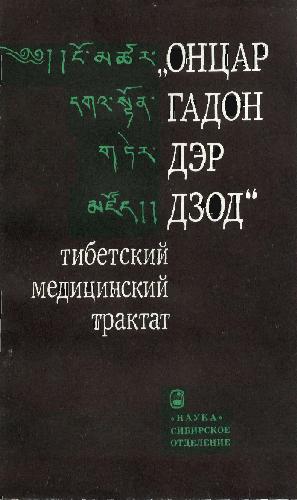 ༄༅།།ངོ་མཚར་ „ОНЦАР
དགའ་སྟོན་ ГАДОН
གཏེར་ ДЭР
མཛོད།། ДЗОД“
тибетский
медицинский
трактат
«НАУКА»
СИБИРСКОЕ
ОТДЕЛЕНИЕ